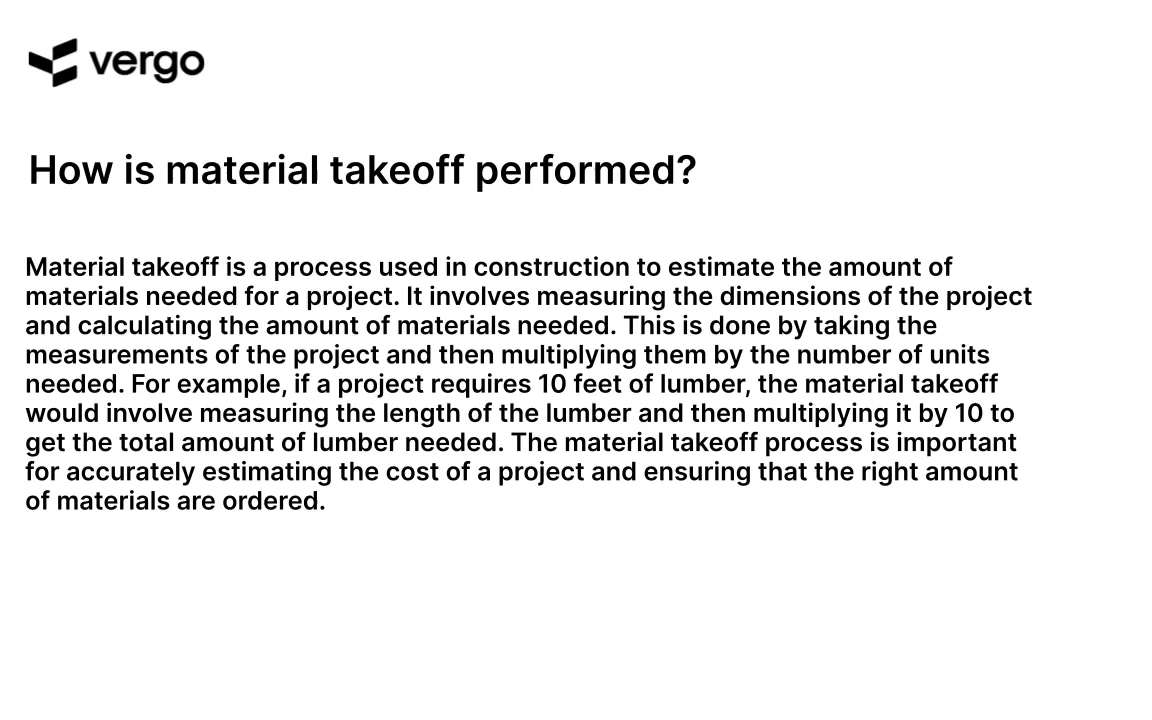 vergo
How is material takeoff performed?
Material takeoff is a process used in construction to estimate the amount of
materials needed for a project. It involves measuring the dimensions of the project
and calculating the amount of materials needed. This is done by taking the
measurements of the project and then multiplying them by the number of units
needed. For example, if a project requires 10 feet of lumber, the material takeoff
would involve measuring the length of the lumber and then multiplying it by 10 to
get the total amount of lumber needed. The material takeoff process is important
for accurately estimating the cost of a project and ensuring that the right amount
of materials are ordered.